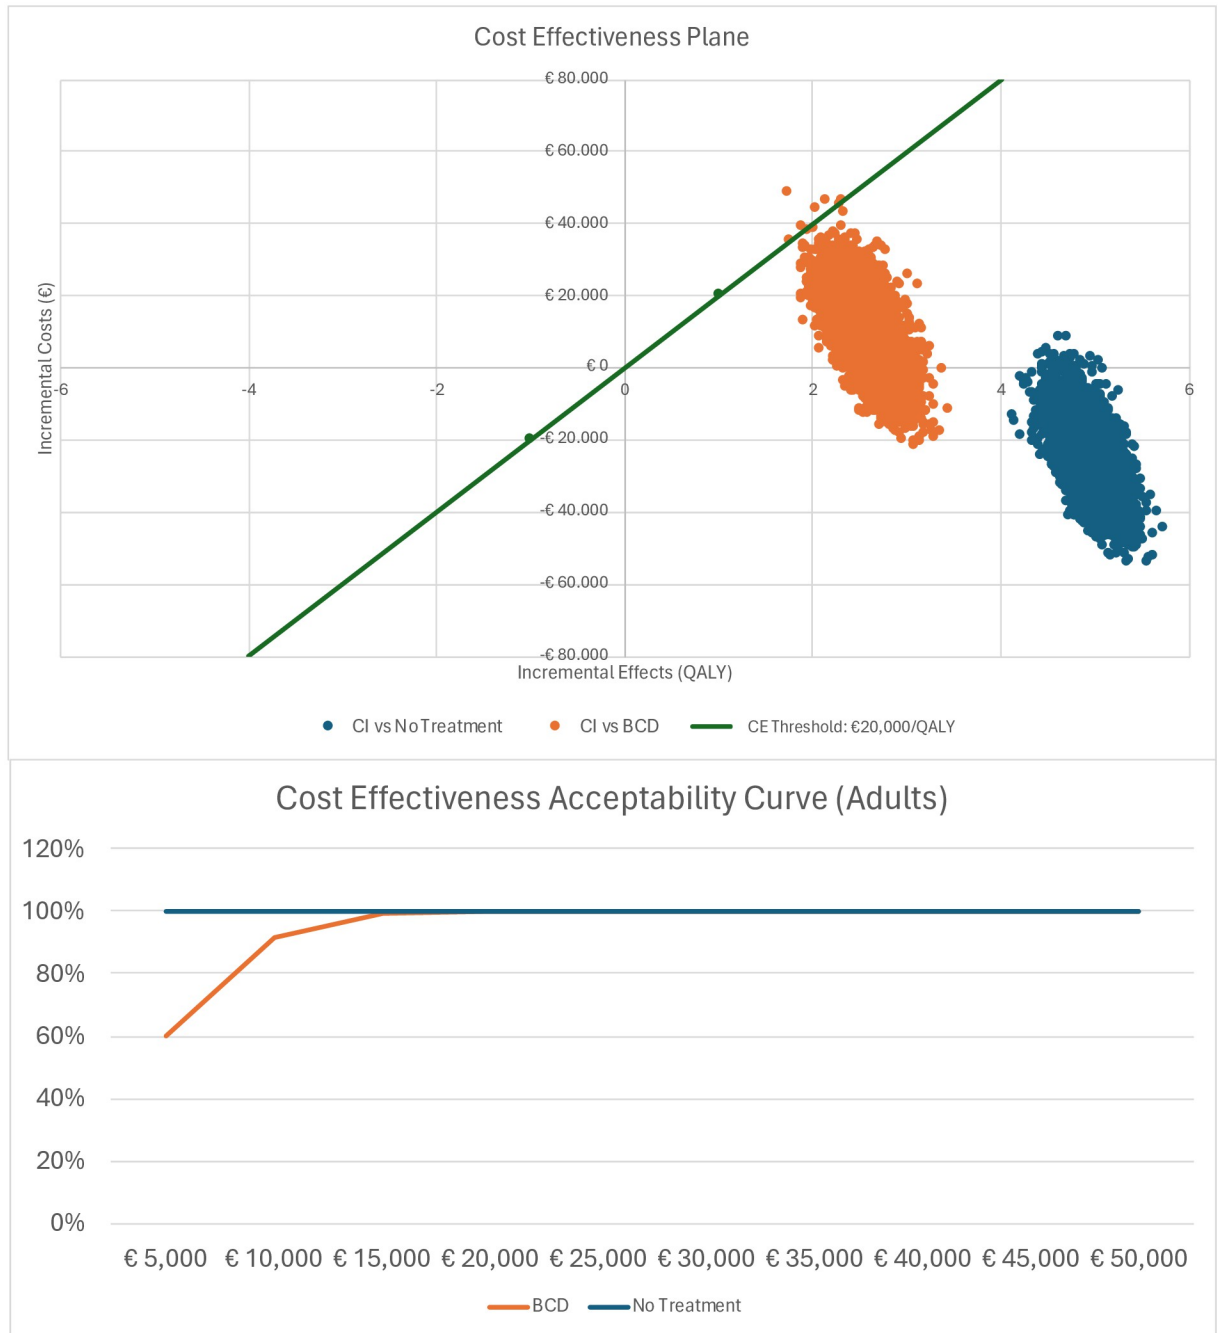 Cost Effectiveness Plane
€ 80.000
€ 60.000
€ 40.000
€ 20.000
€ 0
-6 -4 -2 0 2 4 6
-€ 20.000
-€ 40.000
-€ 60.000
-€ 80.000
Incremental Costs (€)
Incremental Effects (QALY)
CI vs No Treatment CI vs BCD CE Threshold: €20,000/QALY
Cost Effectiveness Acceptability Curve (Adults)
120%
100%
80%
60%
40%
20%
0%
€ 5,000 € 10,000 € 15,000 € 20,000 € 25,000 € 30,000 € 35,000 € 40,000 € 45,000 € 50,000
BCD No Treatment